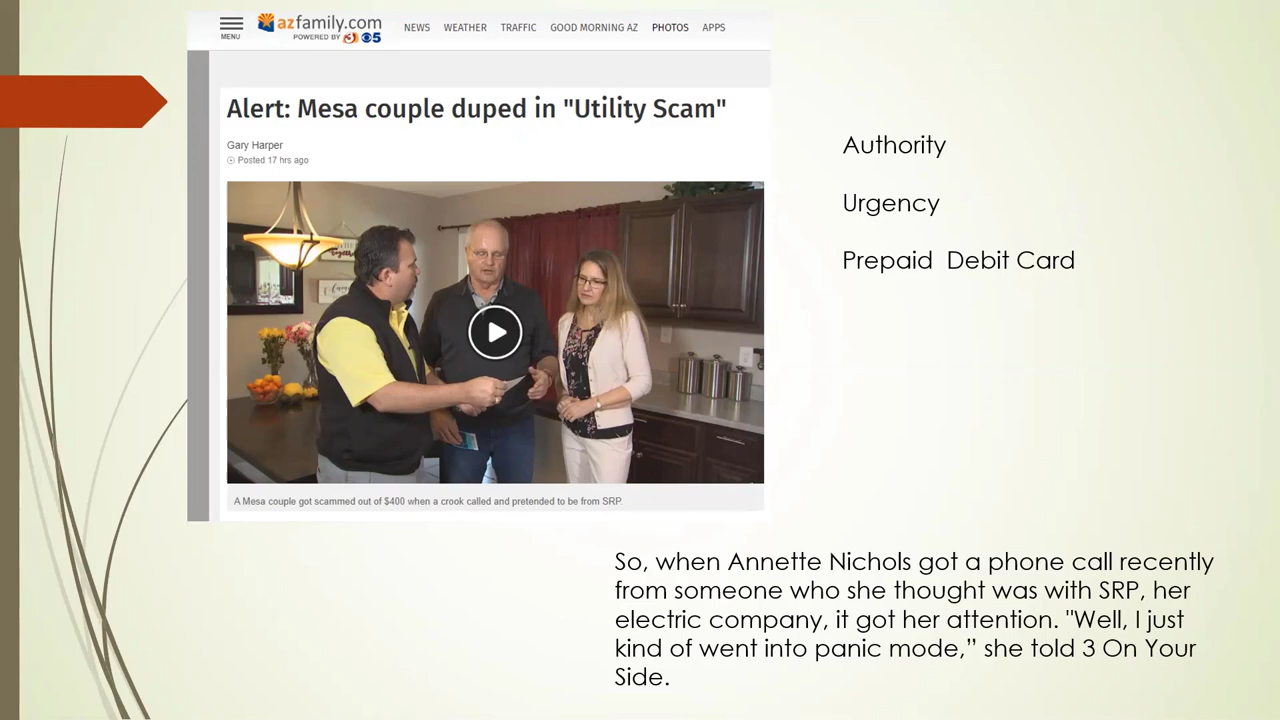 MENU
azfamily.com
POWERED BY 3 5
NEWS WEATHER TRAFFIC GOOD MORNING AZ PHOTOS APPS
Alert: Mesa couple duped in "Utility Scam"
Gary Harper
Posted 17 hrs ago
A Mesa couple got scammed out of $400 when a crook called and pretended to be from SRP.
Authority
Urgency
Prepaid Debit Card
So, when Annette Nichols got a phone call recently
from someone who she thought was with SRP, her
electric company, it got her attention. "Well, I just
kind of went into panic mode,” she told 3 On Your
Side.